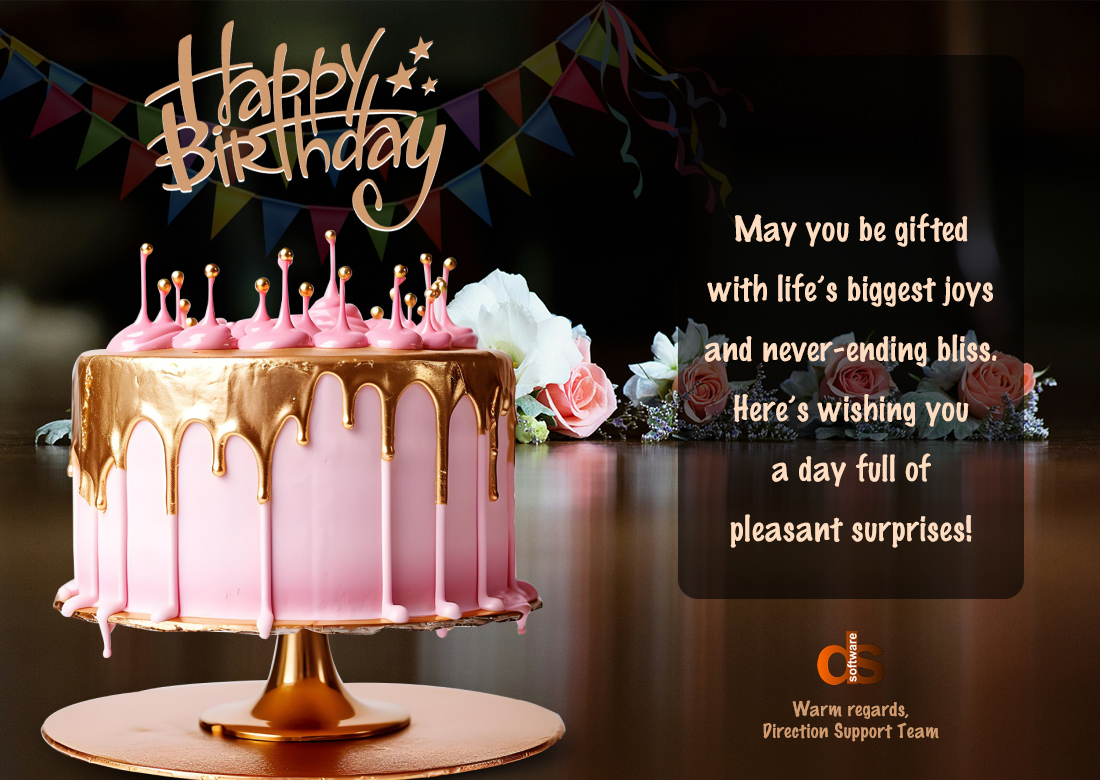 Happy
Birthday
May you be gifted
with life's biggest joys
and never-ending bliss.
Here's wishing you
a day full of
pleasant surprises!
ds
software
Warm regards,
Direction Support Team